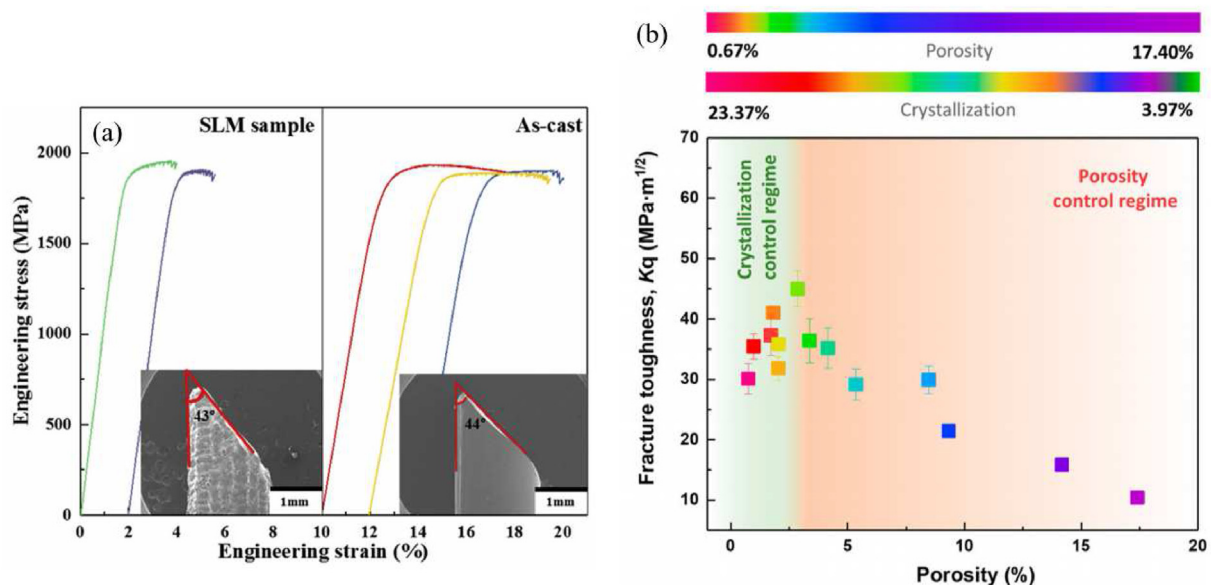 (a)
SLM sample
As-cast
2000
1500
1000
500
0
Engineering stress (MPa)
43°
1mm
44°
1mm
0 2 4 6 8 10 12 15 18 20
Engineering strain (%)
(b)
0.67%
Porosity
17.40%
23.37%
Crystallization
3.97%
70
60
50
40
30
20
10
Fracture toughness, Kq (MPa·m1/2)
Crystallization
control regime
Porosity
control regime
0 5 10 15 20
Porosity (%)